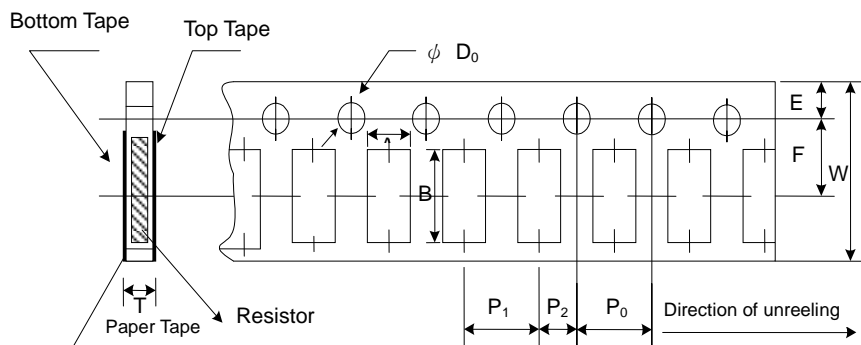 Bottom Tape
Top Tape
ψ D₀
E
F
W
B
T
Paper Tape
Resistor
P₁
P₂
P₀
Direction of unreeling